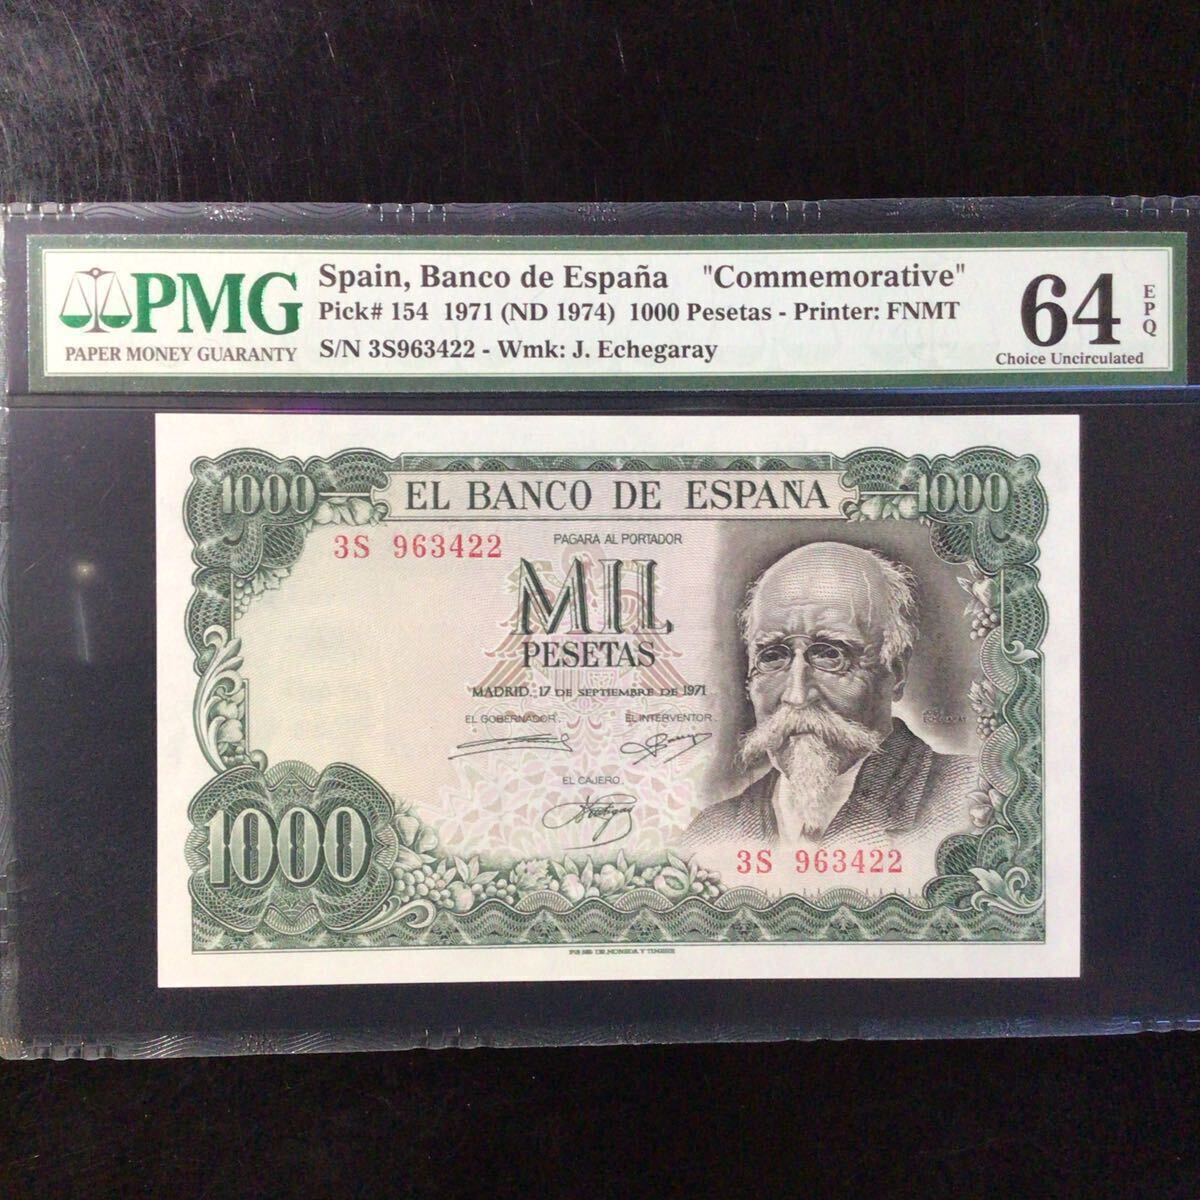 PMG
PAPER MONEY GUARANTY
Spain, Banco de España "Commemorative"
Pick# 154 1971 (ND 1974) 1000 Pesetas - Printer: FNMT
S/N 3S963422 - Wmk: J. Echegaray
64
EPQ
Choice Uncirculated
1000
EL BANCO DE ESPAÑA
1000
3S 963422
PAGARA AL PORTADOR
MIL
PESETAS
MADRID, 17 DE SEPTIEMBRE DE 1971
EL GOBERNADOR.
EL INTERVENTOR.
EL CAJERO.
1000
3S 963422